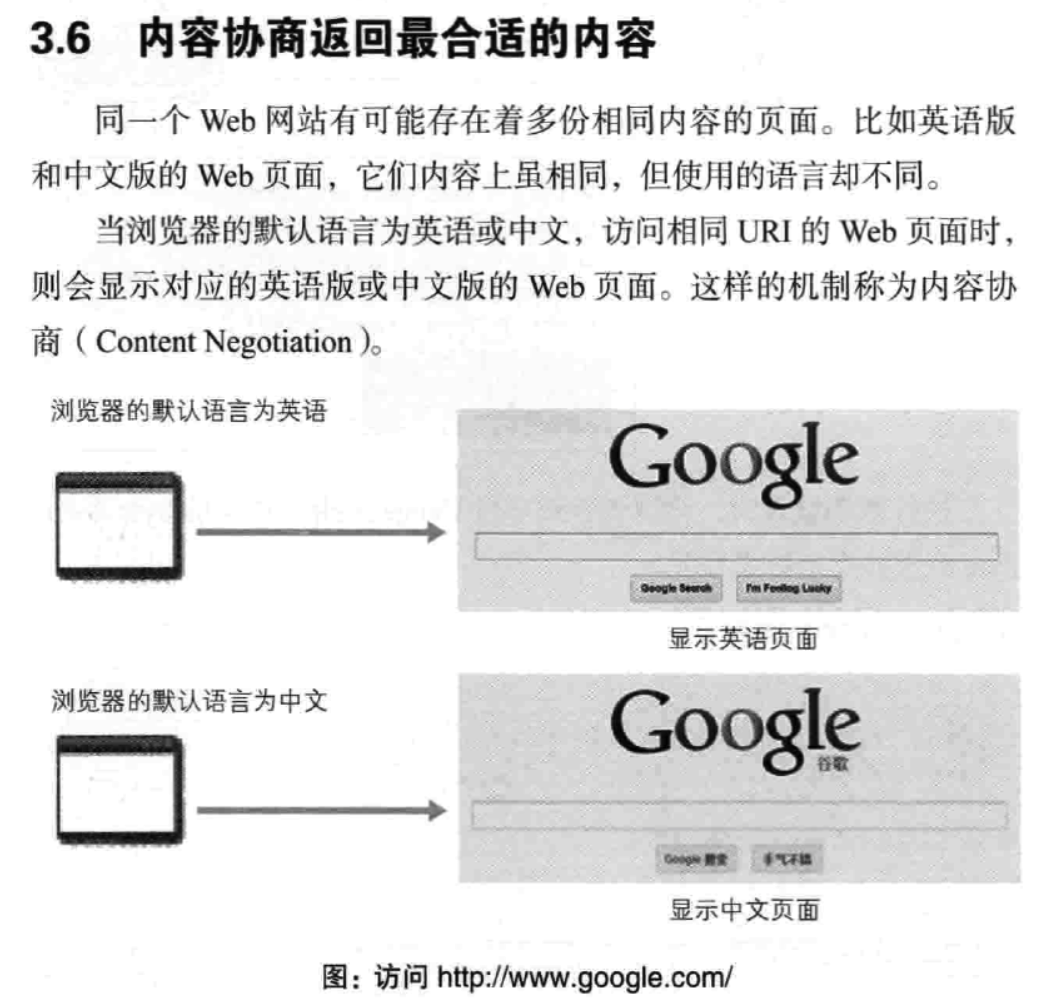 3.6 内容协商返回最合适的内容
同一个 Web 网站有可能存在着多份相同内容的页面。比如英语版
和中文版的 Web 页面，它们内容上虽相同，但使用的语言却不同。
当浏览器的默认语言为英语或中文，访问相同 URI 的 Web 页面时，
则会显示对应的英语版或中文版的 Web 页面。这样的机制称为内容协
商（Content Negotiation）。
浏览器的默认语言为英语
Google
Google Search I'm Feeling Lucky
显示英语页面
浏览器的默认语言为中文
Google
谷歌
Google 搜索 手气不错
显示中文页面
图：访问 http://www.google.com/